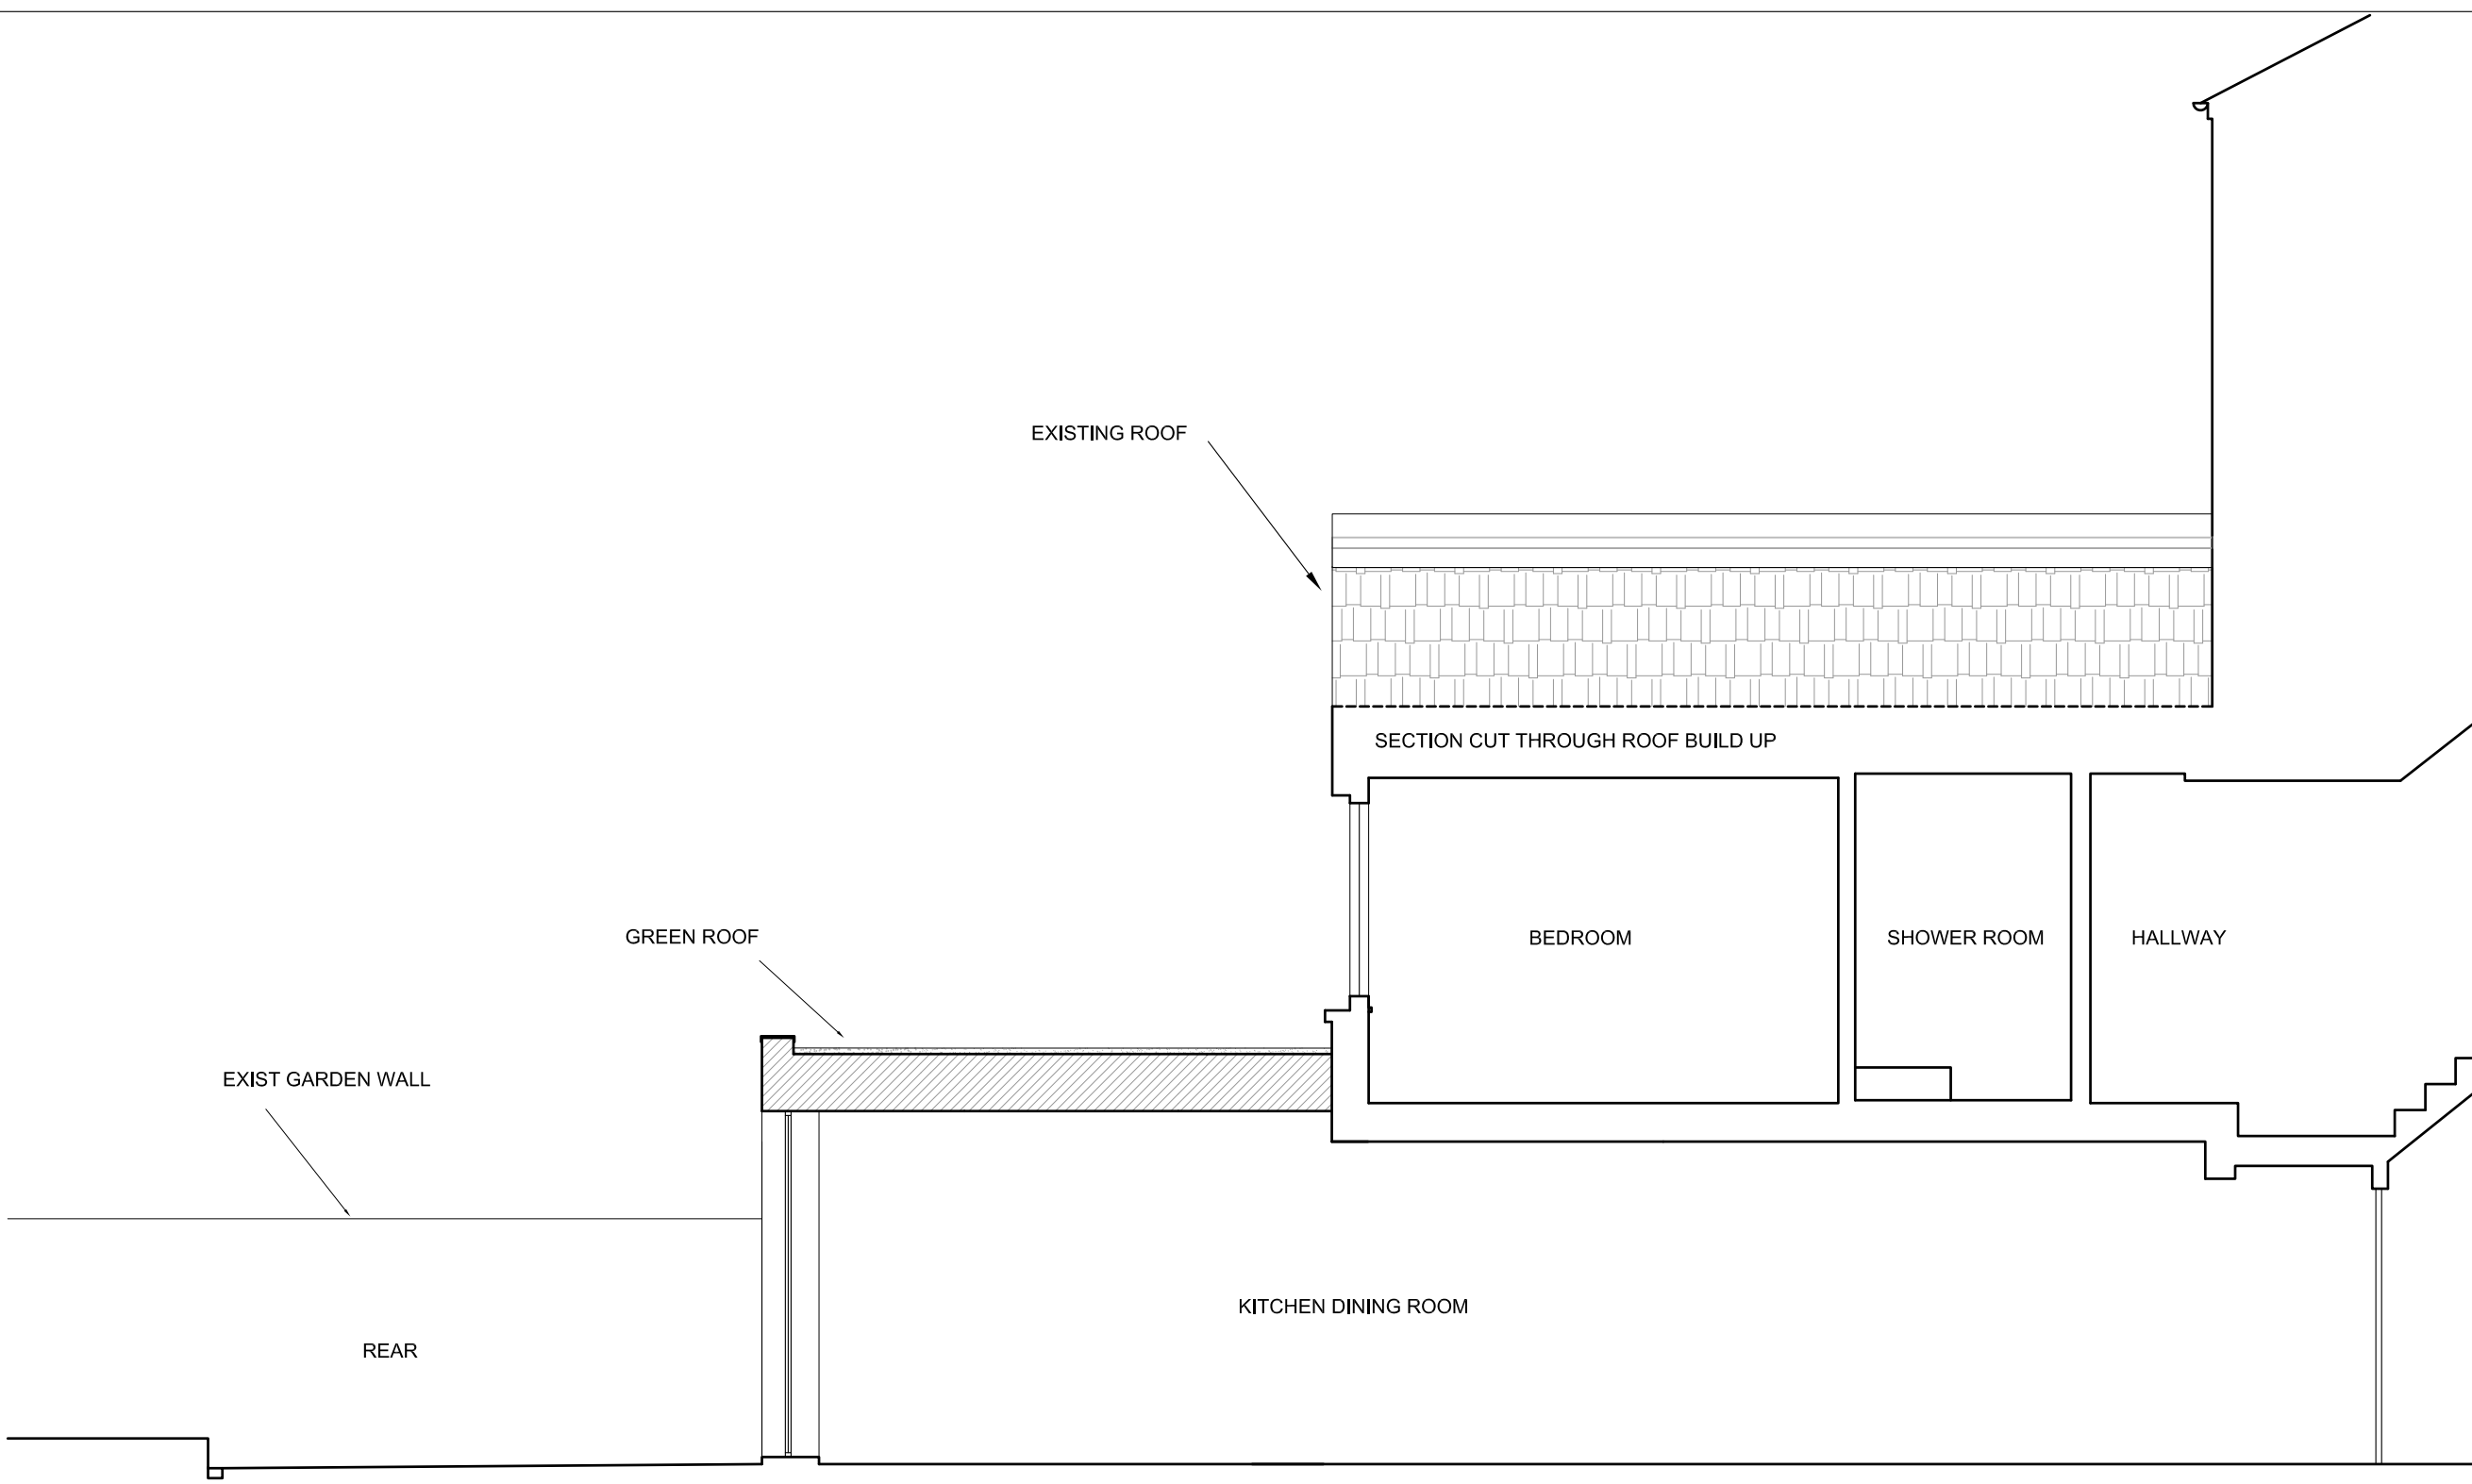 EXISTING ROOF
SECTION CUT THROUGH ROOF BUILD UP
GREEN ROOF
BEDROOM
SHOWER ROOM
HALLWAY
EXIST GARDEN WALL
KITCHEN DINING ROOM
REAR